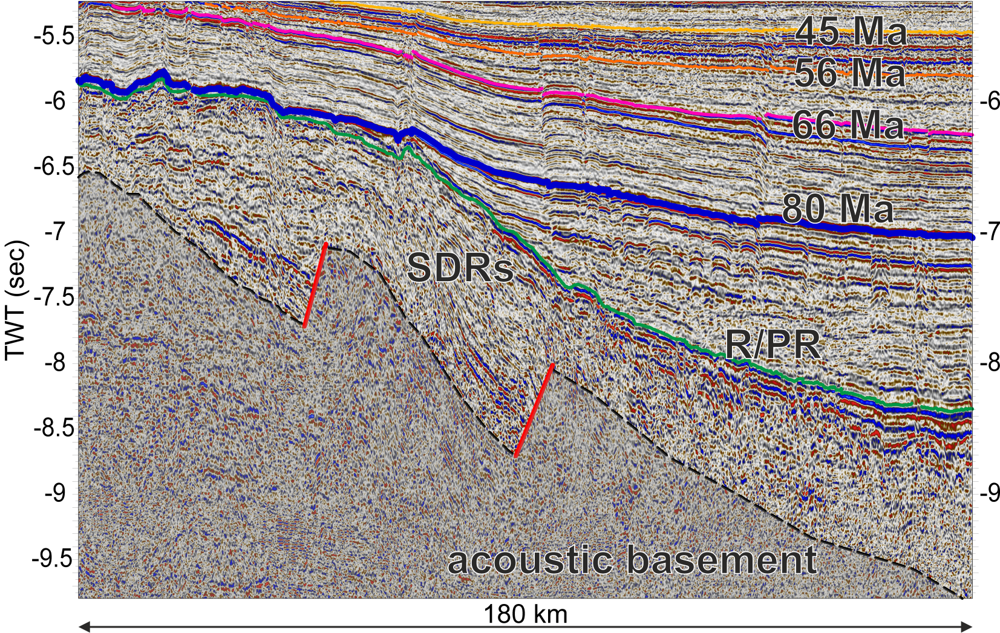 45 Ma
-5.5
56 Ma
-6
-6
66 Ma
-6.5
80 Ma
-7
-7
SDRs
-7.5
TWT (sec)
R/PR
-8
-8
-8.5
-9
-9
acoustic basement
-9.5
180 km